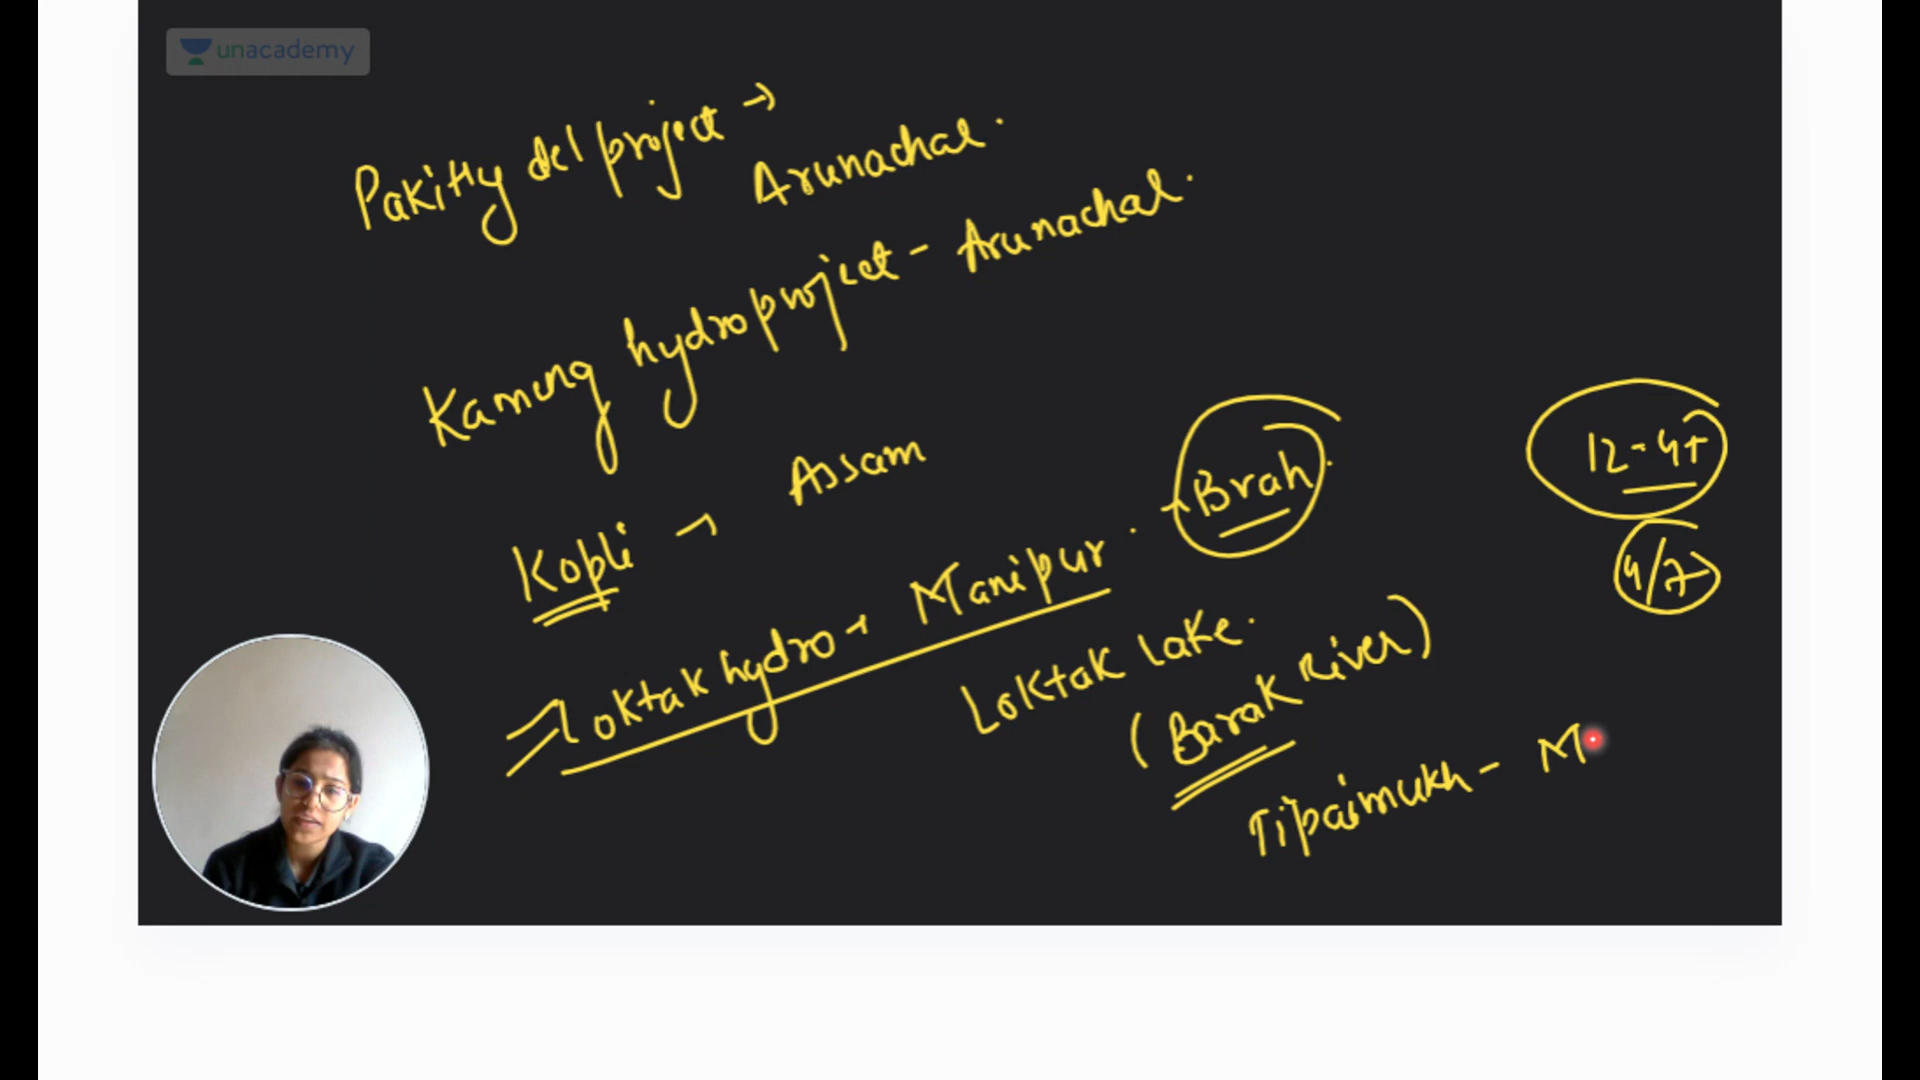 unacademy
Pakitty del project →
Arunachal.
Kameng hydroproject - Arunachal.
Kopli → Assam
Loktak hydro → Manipur. → Brah.
Loktak Lake.
(Barak River)
Tipaimukh - M
12-4+
4/7